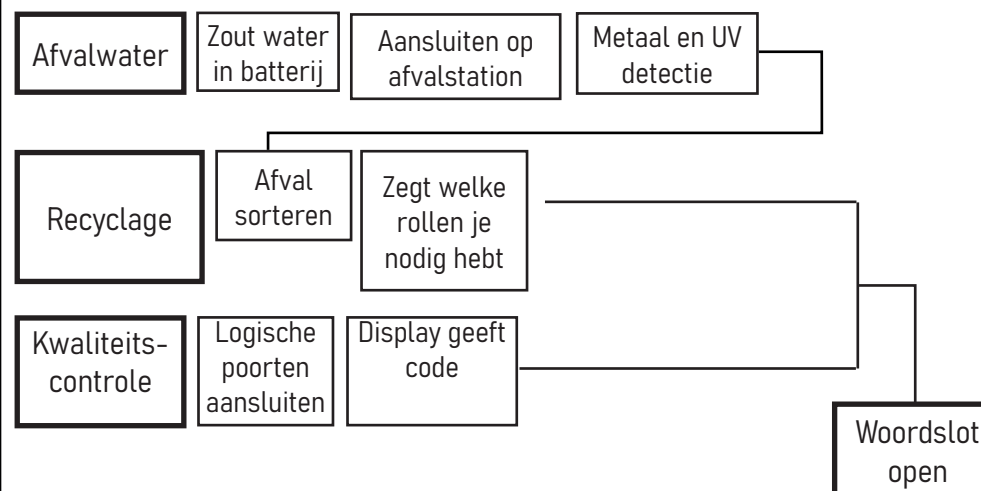 Afvalwater
Zout water
in batterij
Aansluiten op
afvalstation
Metaal en UV
detectie
Recyclage
Afval
sorteren
Zegt welke
rollen je
nodig hebt
Kwaliteits-
controle
Logische
poorten
aansluiten
Display geeft
code
Woordslot
open